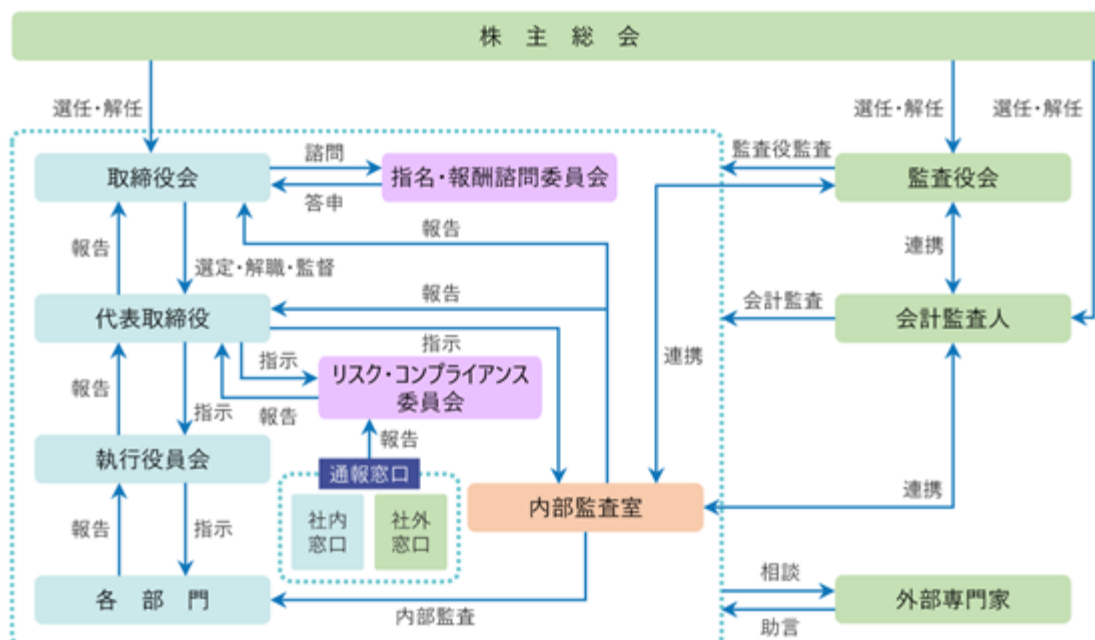 株 主 総 会
選任・解任
選任・解任
選任・解任
取締役会
諮問
答申
指名・報酬諮問委員会
監査役監査
監査役会
報告
選定・解職・監督
報告
連携
代表取締役
報告
会計監査
会計監査人
指示
指示
連携
リスク・コンプライアンス
委員会
報告
指示
報告
報告
執行役員会
通報窓口
報告
指示
社内
窓口
社外
窓口
内部監査室
連携
各 部 門
内部監査
相談
助言
外部専門家